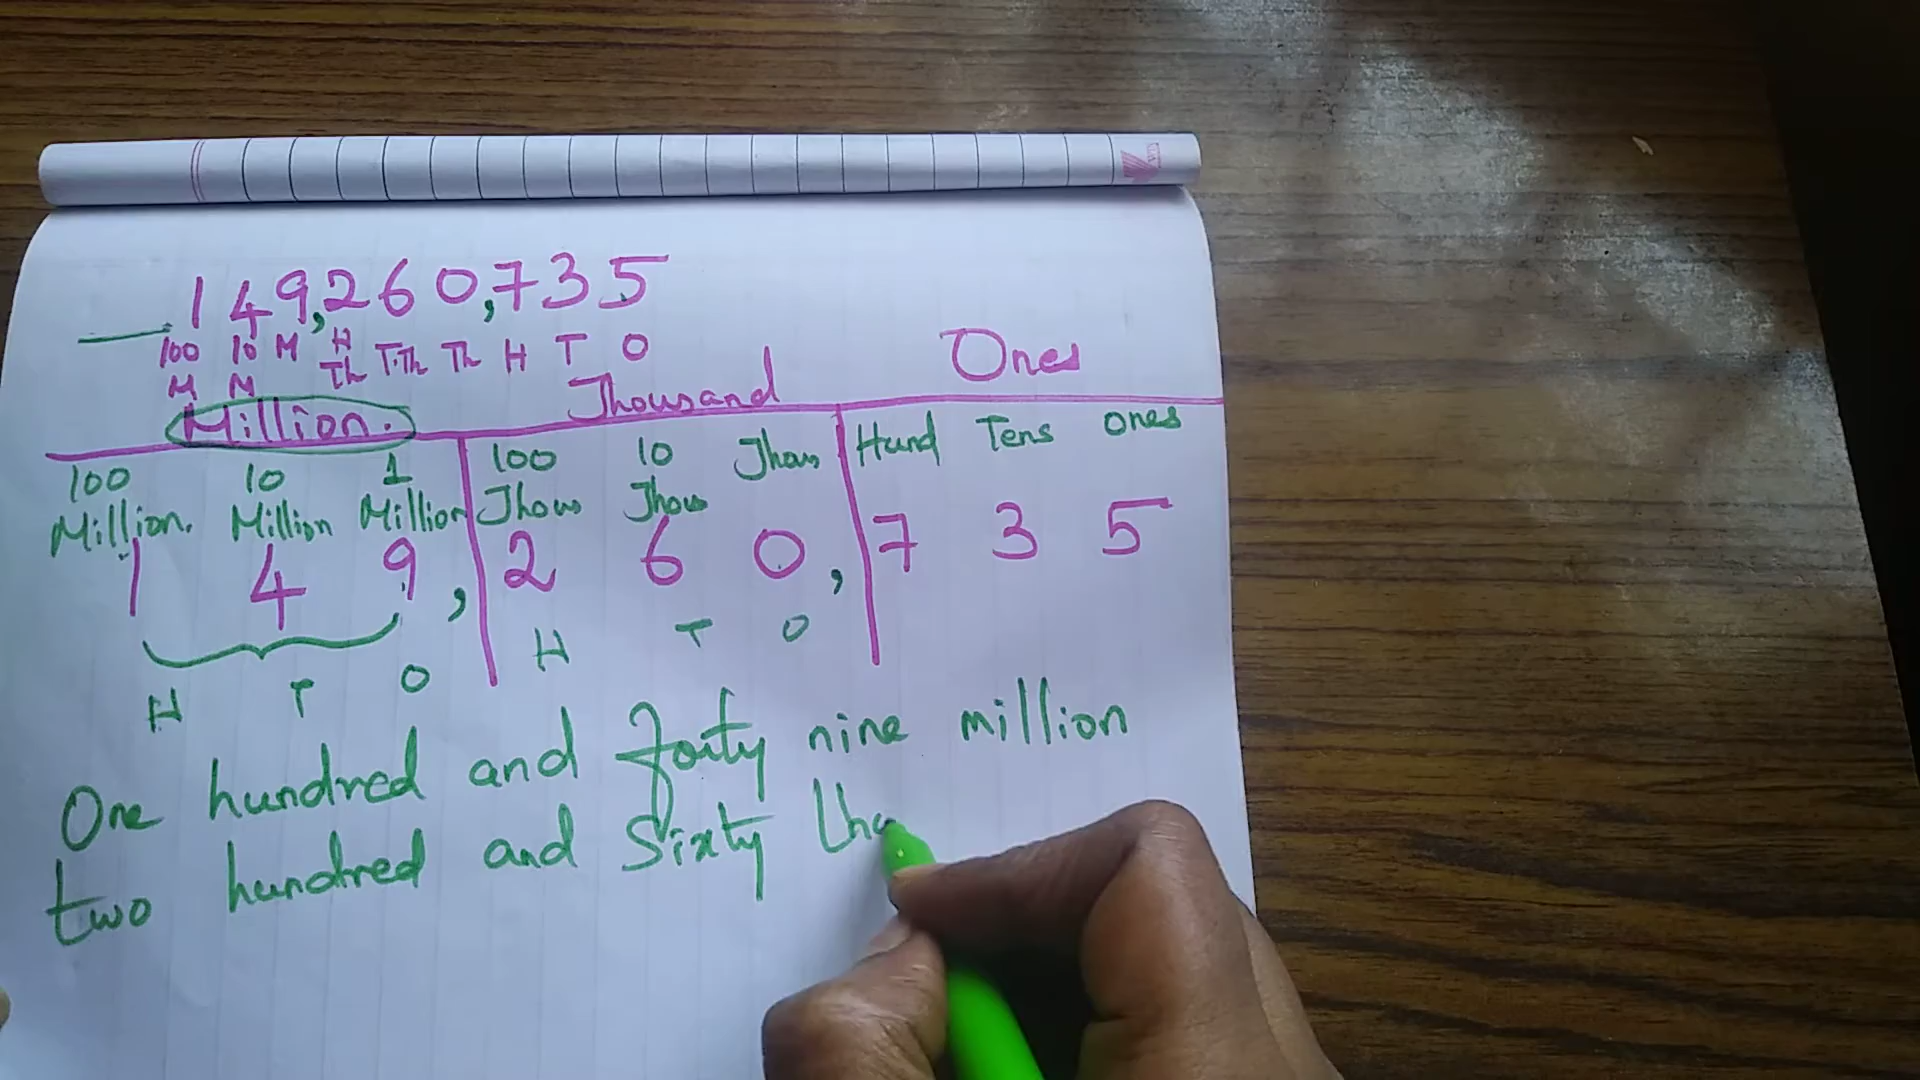 149,260,735
100 10 M H T.Th Th H T O
M M Th
Million. Thousand Ones
100 10 1 100 10 Thous Hund Tens Ones
Million. Million Million Thous Thous
1 4 9, 2 6 0, 7 3 5
H T O H T O
One hundred and forty nine million
two hundred and Sixty tho